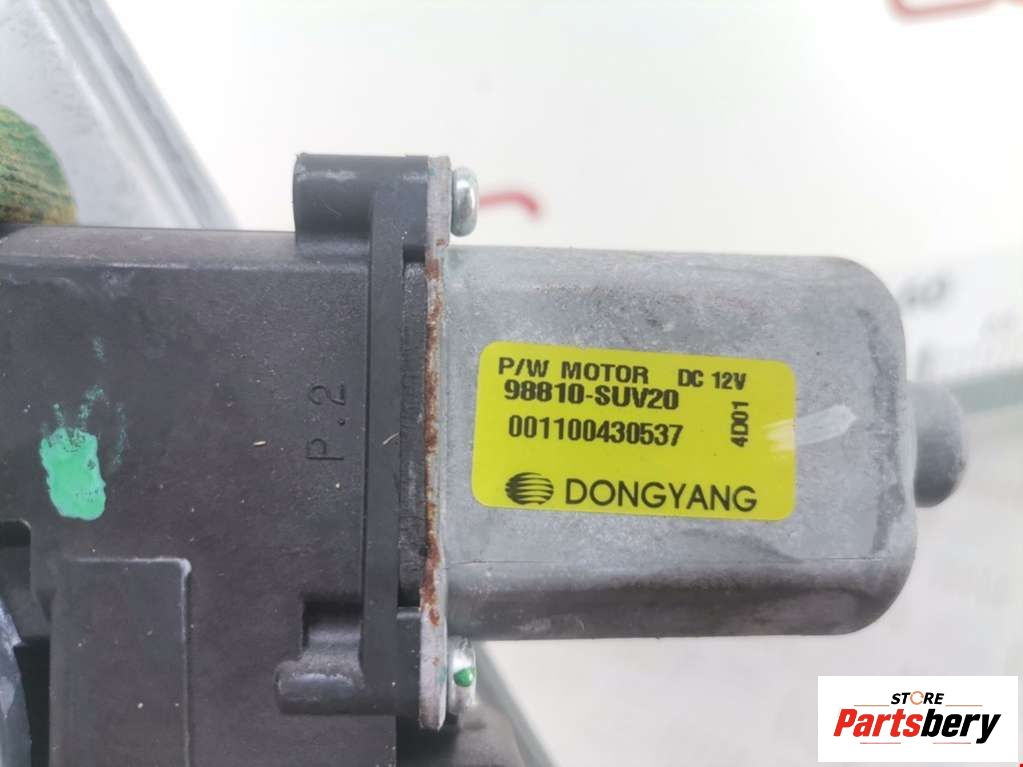 P/W MOTOR DC 12V
98810-SUV20
001100430537
4D01
DONGYANG
P.2
STORE
Partsbery